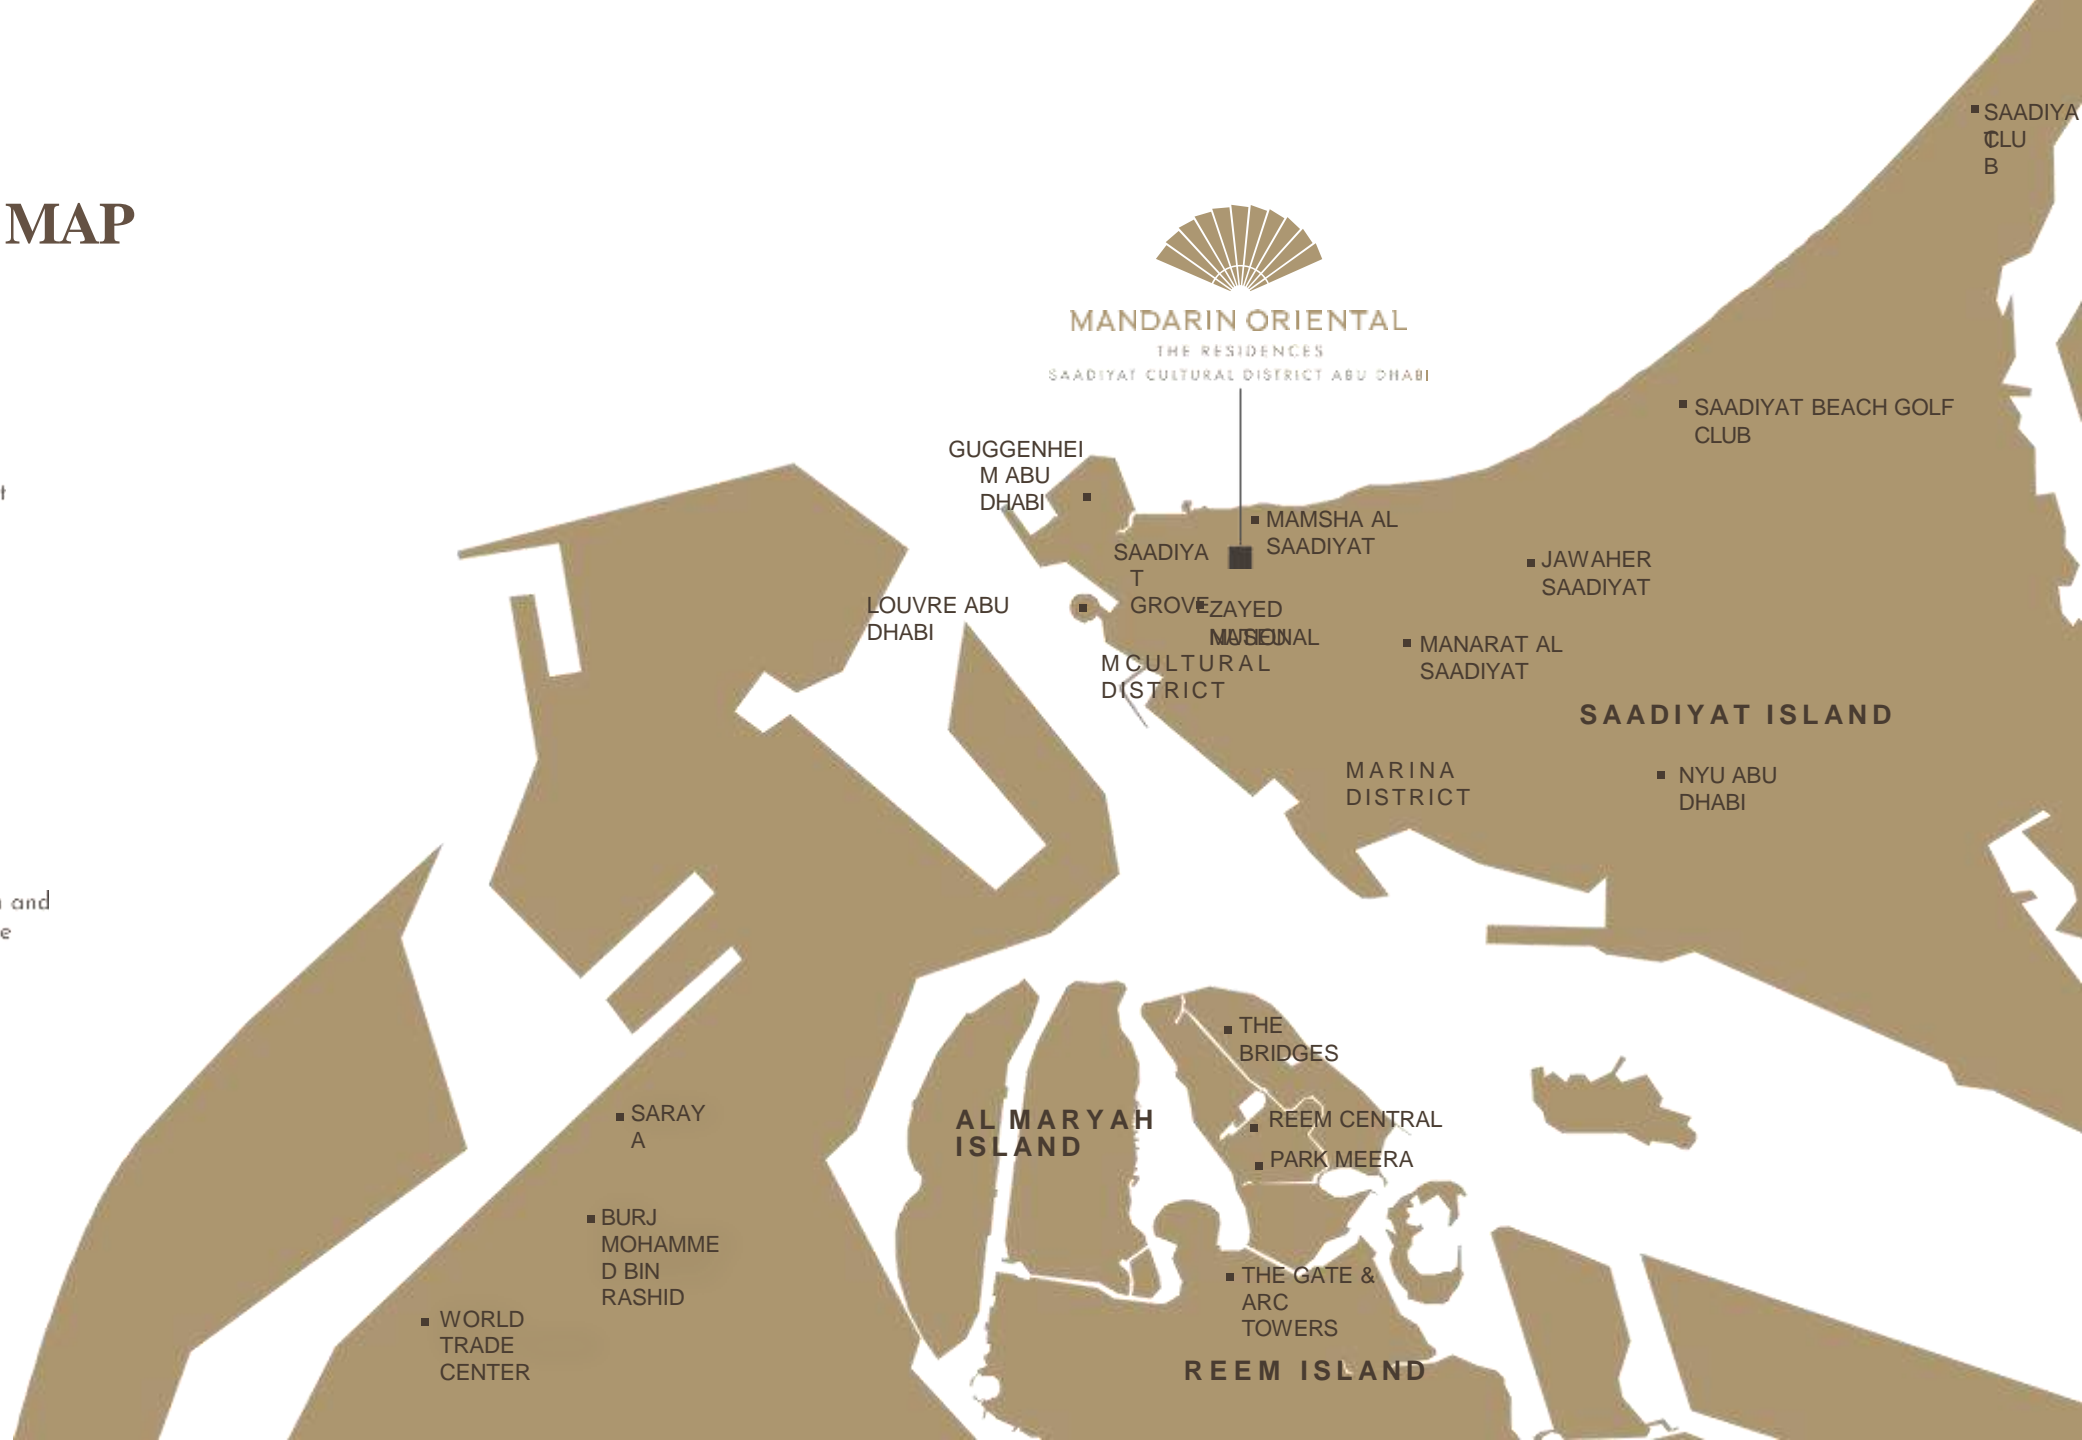 SAADIYA
T
CLU
B
MAP
MANDARIN ORIENTAL
THE RESIDENCES
SAADIYAT CULTURAL DISTRICT ABU DHABI
SAADIYAT BEACH GOLF
CLUB
GUGGENHEI
M ABU
DHABI
t
MAMSHA AL
SAADIYAT
SAADIYA
T
GROVE
JAWAHER
SAADIYAT
LOUVRE ABU
DHABI
ZAYED
NATIONAL
MUSEU
M
CULTURAL
DISTRICT
MANARAT AL
SAADIYAT
SAADIYAT ISLAND
MARINA
DISTRICT
NYU ABU
DHABI
and
e
THE
BRIDGES
SARAY
A
AL MARYAH
ISLAND
REEM CENTRAL
PARK MEERA
BURJ
MOHAMME
D BIN
RASHID
THE GATE &
ARC
TOWERS
WORLD
TRADE
CENTER
REEM ISLAND